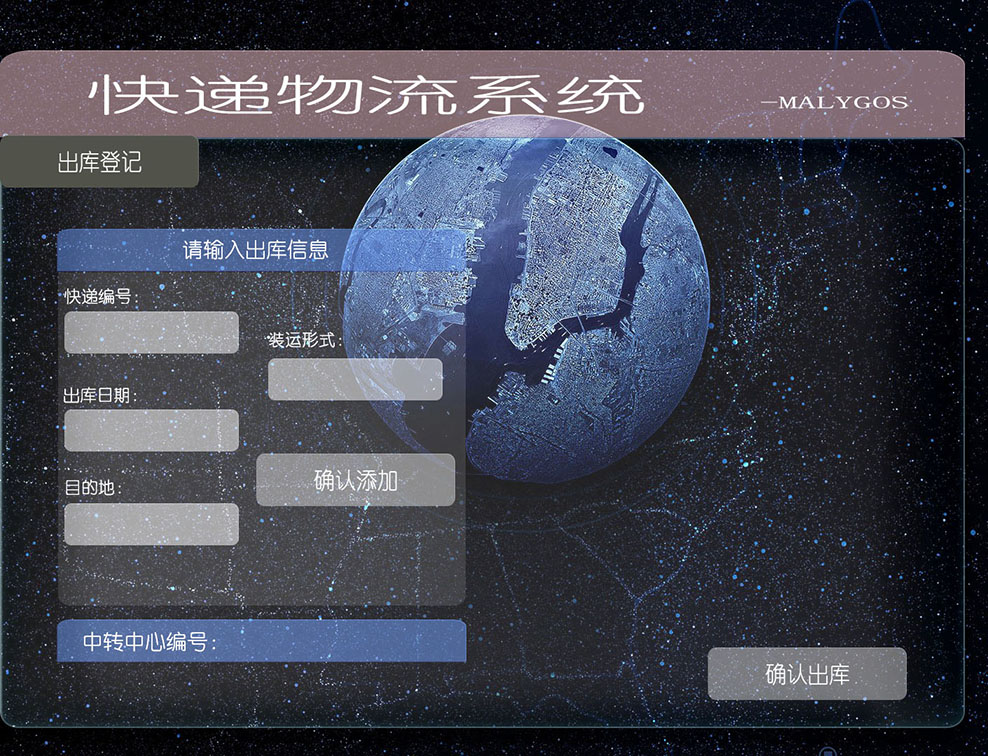 快递物流系统
—MALYGOS
出库登记
请输入出库信息
快递编号:
装运形式
出库日期:
确认添加
目的地:
中转中心编号:
确认出库